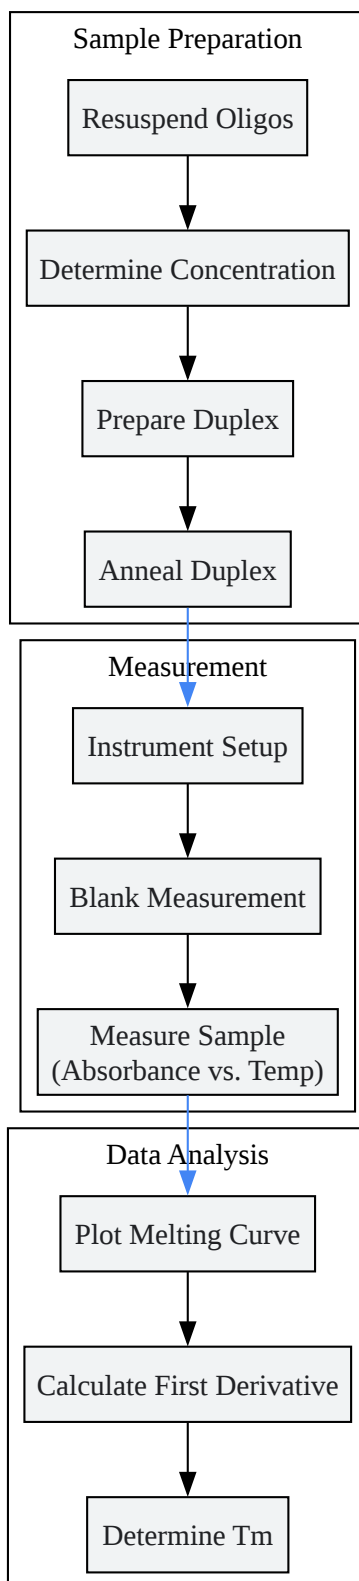 Sample Preparation
Resuspend Oligos
Determine Concentration
Prepare Duplex
Anneal Duplex
Measurement
Instrument Setup
Blank Measurement
Measure Sample
(Absorbance vs. Temp)
Data Analysis
Plot Melting Curve
Calculate First Derivative
Determine Tm